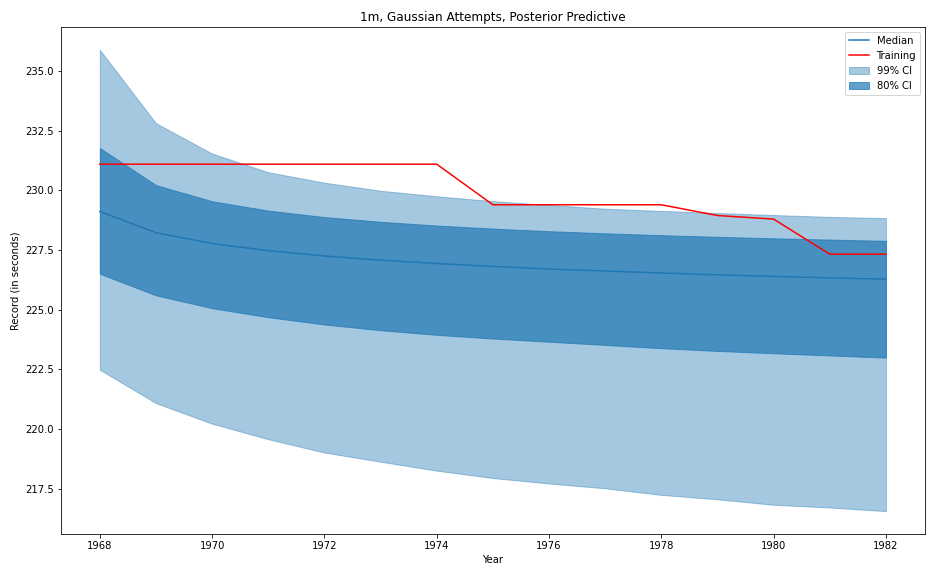 1m, Gaussian Attempts, Posterior Predictive
Median
Training
99% CI
80% CI
Record (in seconds)
235.0
232.5
230.0
227.5
225.0
222.5
220.0
217.5
1968 1970 1972 1974 1976 1978 1980 1982
Year